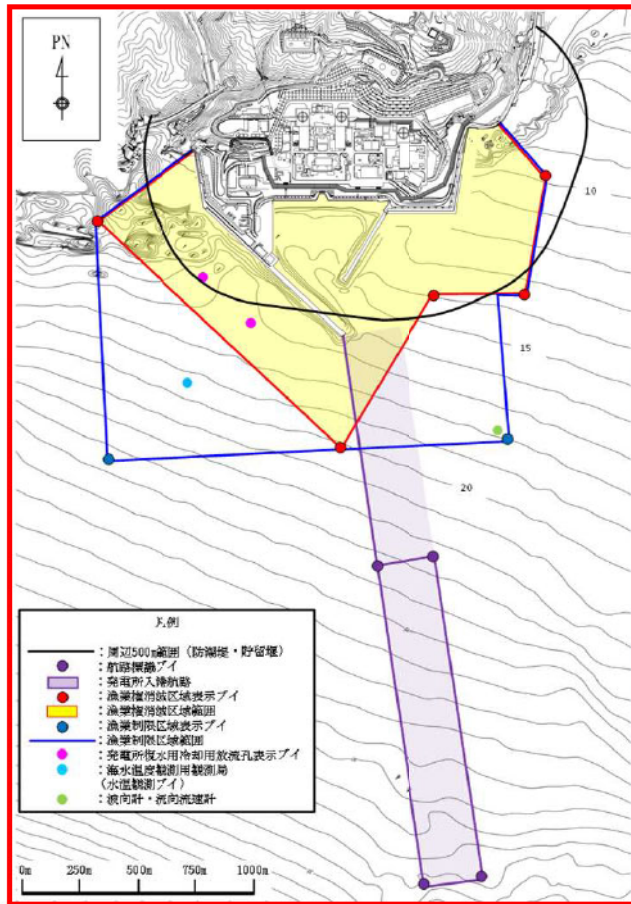 PN
10
15
20
凡例
：周辺500m範囲（防潮堤・貯留堰）
：航路標識ブイ
：発電所入港航路
：漁業権消滅区域表示ブイ
：漁業権消滅区域範囲
：漁業制限区域表示ブイ
：漁業制限区域範囲
：発電所復水用冷却用放流孔表示ブイ
：海水温度観測用観測局
（水温観測ブイ）
：波向計・流向流速計
0m 250m 500m 750m 1000m